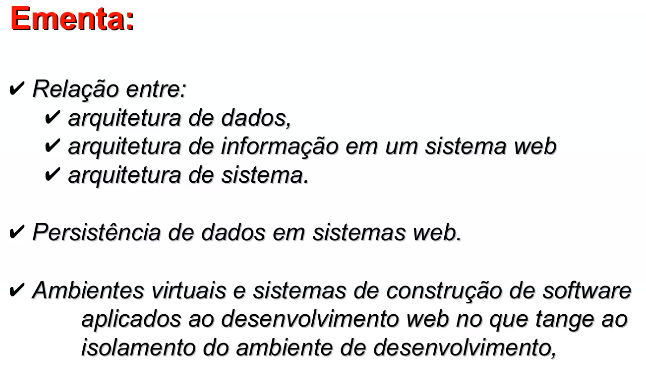 Ementa:
✔ Relação entre:
✔ arquitetura de dados,
✔ arquitetura de informação em um sistema web
✔ arquitetura de sistema.
✔ Persistência de dados em sistemas web.
✔ Ambientes virtuais e sistemas de construção de software
aplicados ao desenvolvimento web no que tange ao
isolamento do ambiente de desenvolvimento,